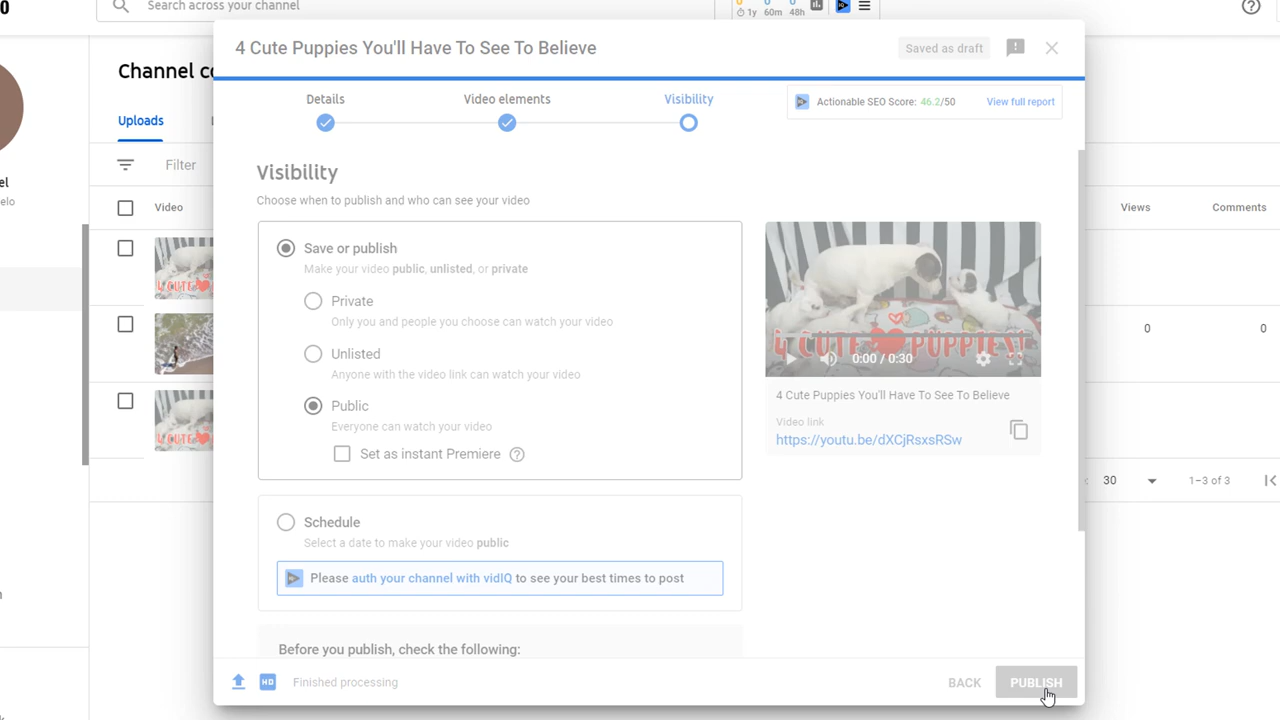 Search across your channel
1y 60m 48h
4 Cute Puppies You'll Have To See To Believe
Saved as draft
Uploads
Filter
Video
Details
Video elements
Visibility
Actionable SEO Score: 46.2/50
View full report
Visibility
Choose when to publish and who can see your video
Save or publish
Make your video public, unlisted, or private
Private
Only you and people you choose can watch your video
Unlisted
Anyone with the video link can watch your video
Public
Everyone can watch your video
Set as instant Premiere
Schedule
Select a date to make your video public
Please auth your channel with vidIQ to see your best times to post
Before you publish, check the following:
4 CUTE PUPPIES!
0:00 / 0:30
4 Cute Puppies You'll Have To See To Believe
Video link
https://youtu.be/dXCjRsxsRSw
HD
Finished processing
BACK
PUBLISH
Views
Comments
0
0
30
1–3 of 3
Channel